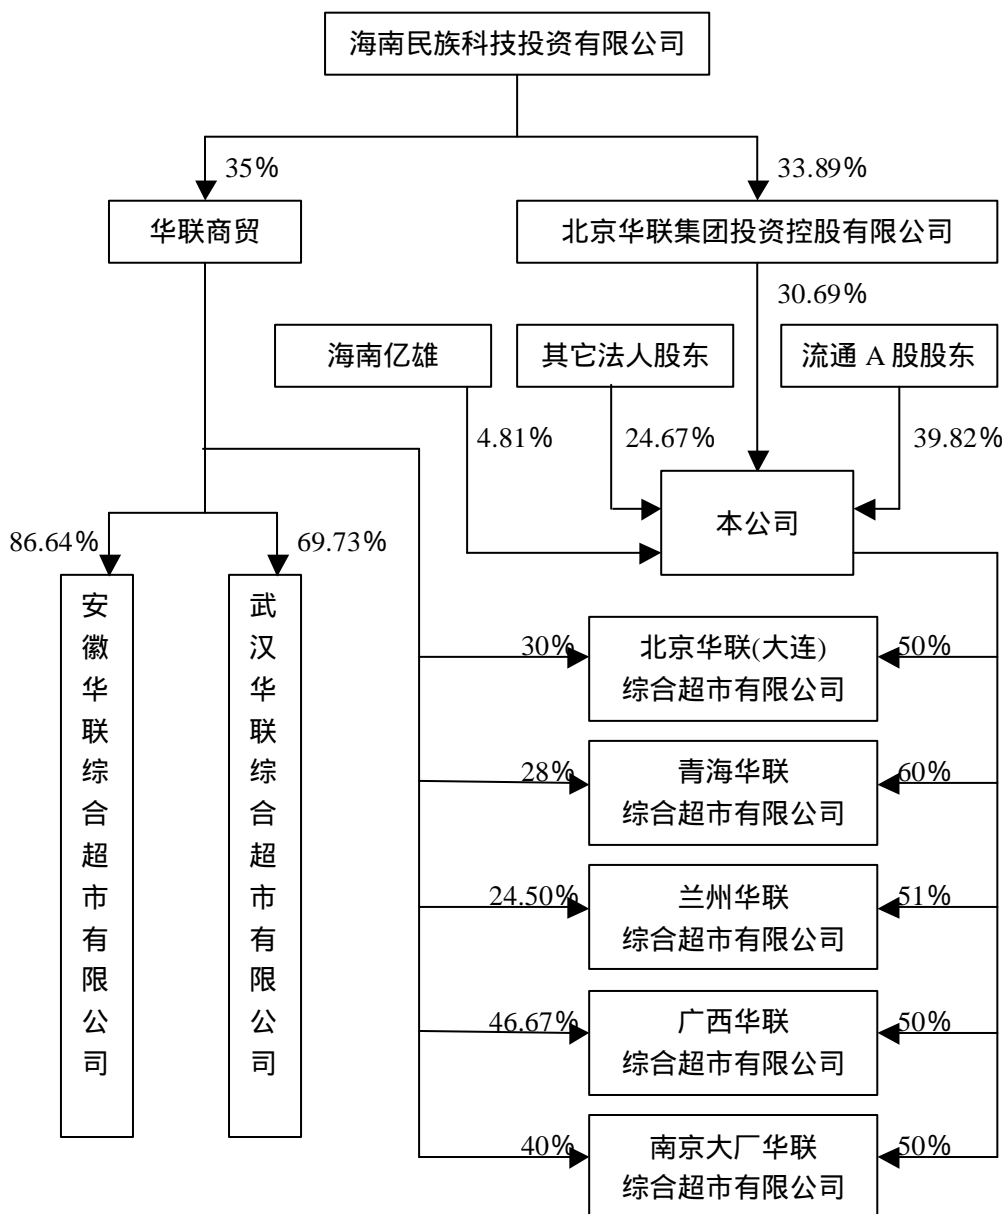 海南民族科技投资有限公司
35%
33.89%
华联商贸
北京华联集团投资控股有限公司
30.69%
海南亿雄
其它法人股东
流通 A 股股东
4.81%
24.67%
39.82%
本公司
86.64%
69.73%
安徽华联综合超市有限公司
武汉华联综合超市有限公司
30%
北京华联(大连)
综合超市有限公司
50%
28%
青海华联
综合超市有限公司
60%
24.50%
兰州华联
综合超市有限公司
51%
46.67%
广西华联
综合超市有限公司
50%
40%
南京大厂华联
综合超市有限公司
50%